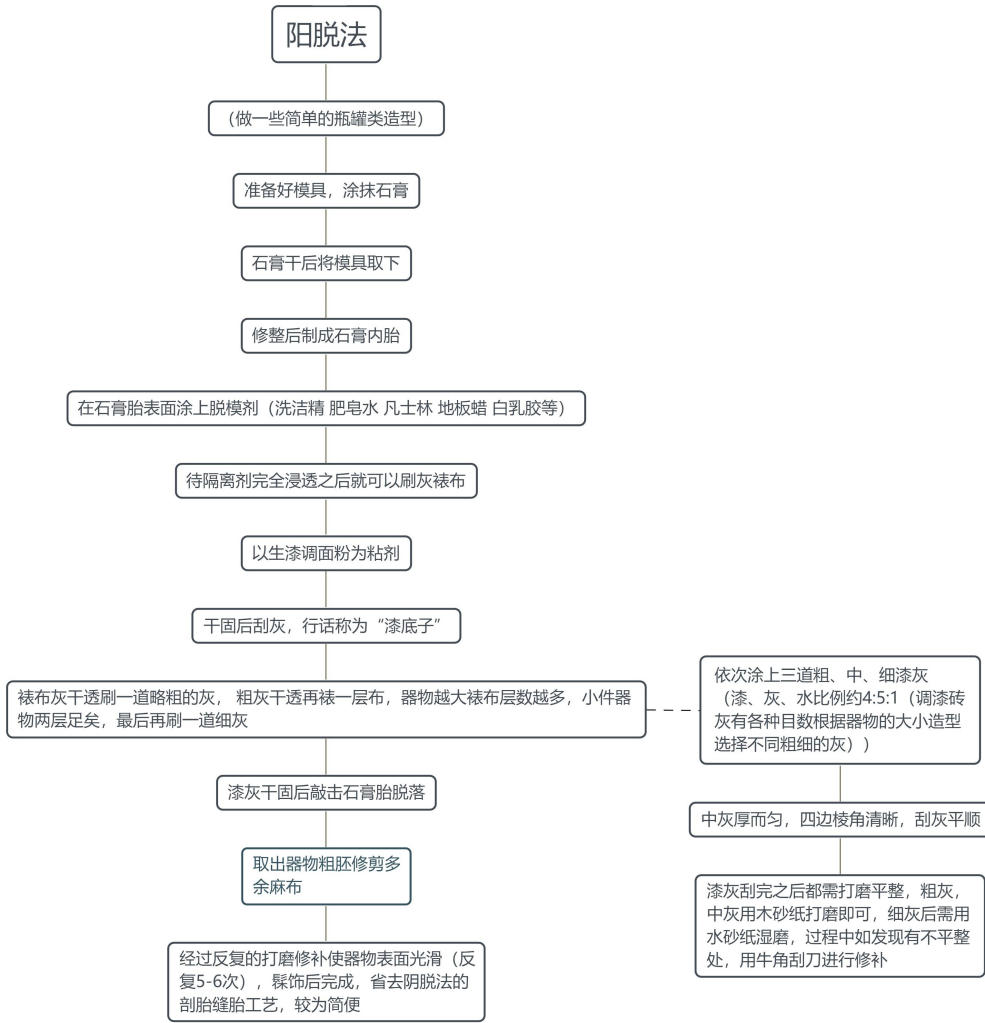 阳脱法
（做一些简单的瓶罐类造型）
准备好模具，涂抹石膏
石膏干后将模具取下
修整后制成石膏内胎
在石膏胎表面涂上脱模剂（洗洁精 肥皂水 凡士林 地板蜡 白乳胶等）
待隔离剂完全浸透之后就可以刷灰裱布
以生漆调面粉为粘剂
干固后刮灰，行话称为“漆底子”
裱布灰干透刷一道略粗的灰， 粗灰干透再裱一层布，器物越大裱布层数越多，小件器
物两层足矣，最后再刷一道细灰
漆灰干固后敲击石膏胎脱落
取出器物粗胚修剪多
余麻布
经过反复的打磨修补使器物表面光滑（反
复5-6次），髹饰后完成，省去阴脱法的
剖胎缝胎工艺，较为简便
依次涂上三道粗、中、细漆灰
（漆、灰、水比例约4:5:1（调漆砖
灰有各种目数根据器物的大小造型
选择不同粗细的灰））
中灰厚而匀，四边棱角清晰，刮灰平顺
漆灰刮完之后都需打磨平整，粗灰，
中灰用木砂纸打磨即可，细灰后需用
水砂纸湿磨，过程中如发现有不平整
处，用牛角刮刀进行修补